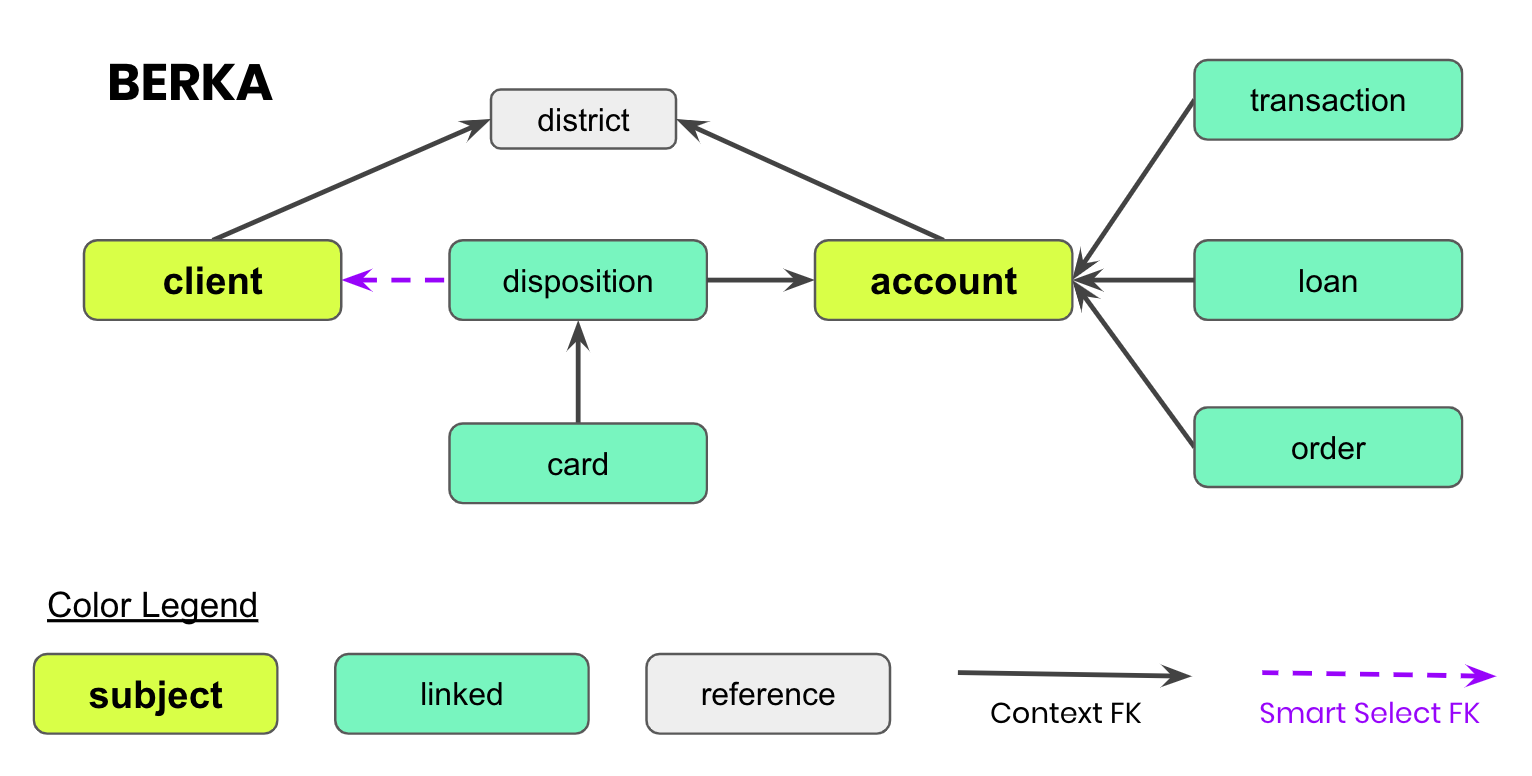 BERKA
district
transaction
client
disposition
account
loan
card
order
Color Legend
subject
linked
reference
Context FK
Smart Select FK